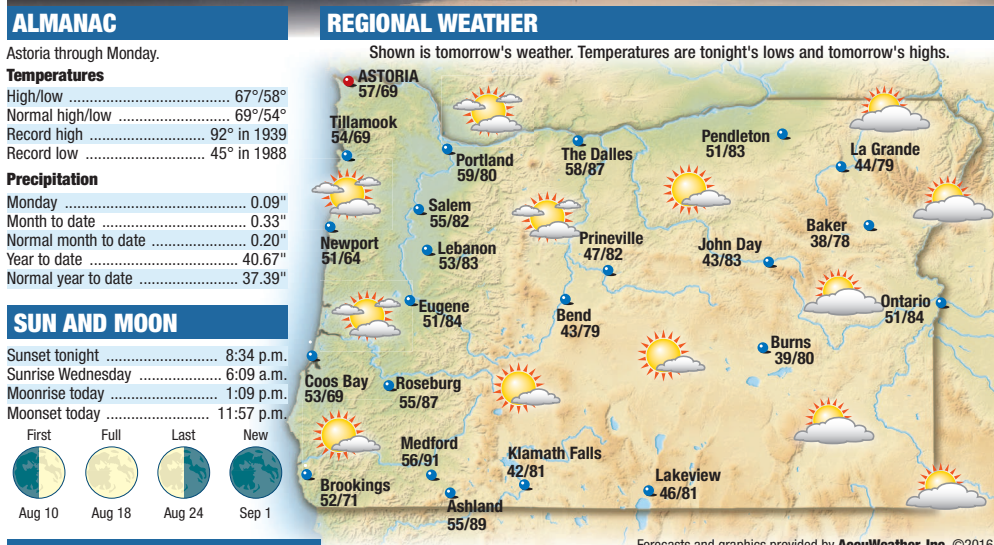 ALMANAC
Astoria through Monday.
Temperatures
High/low ................................ 67°/58°
Normal high/low ...................... 69°/54°
Record high ........................ 92° in 1939
Record low ........................ 45° in 1988
Precipitation
Monday ..................................... 0.09"
Month to date ............................ 0.33"
Normal month to date ................... 0.20"
Year to date .............................. 40.67"
Normal year to date .................... 37.39"
SUN AND MOON
Sunset tonight ........................ 8:34 p.m.
Sunrise Wednesday .................. 6:09 a.m.
Moonrise today ....................... 1:09 p.m.
Moonset today ...................... 11:57 p.m.
First Full Last New
Aug 10 Aug 18 Aug 24 Sep 1
REGIONAL WEATHER
Shown is tomorrow's weather. Temperatures are tonight's lows and tomorrow's highs.
ASTORIA
57/69
Tillamook
54/69
Portland
59/80
The Dalles
58/87
Pendleton
51/83
La Grande
44/79
Salem
55/82
Newport
51/64
Lebanon
53/83
Prineville
47/82
John Day
43/83
Baker
38/78
Eugene
51/84
Bend
43/79
Ontario
51/84
Burns
39/80
Coos Bay
53/69
Roseburg
55/87
Medford
56/91
Klamath Falls
42/81
Brookings
52/71
Ashland
55/89
Lakeview
46/81
Forecasts and graphics provided by AccuWeather, Inc. ©2016